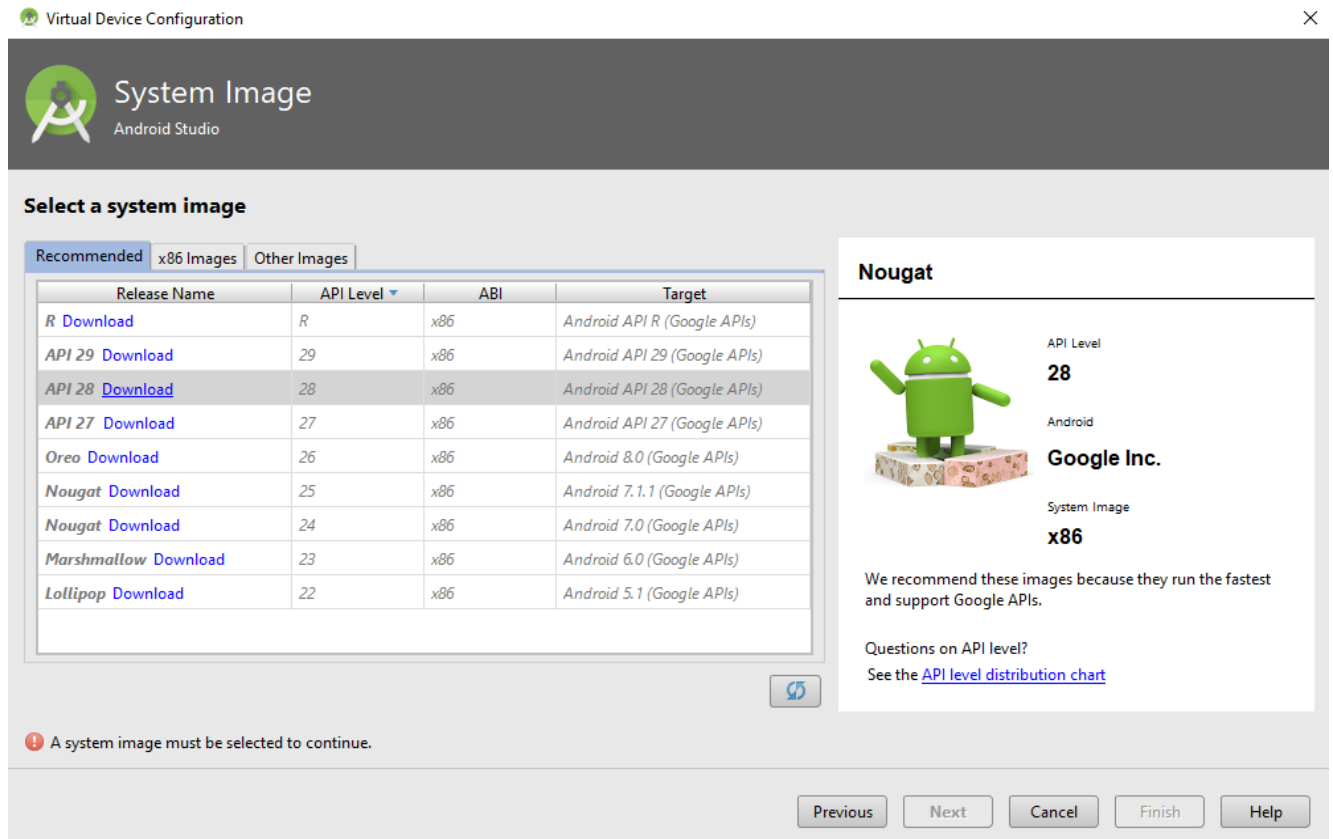 Virtual Device Configuration
System Image
Android Studio
Select a system image
Recommended x86 Images Other Images
Release Name API Level ABI Target
R Download R x86 Android API R (Google APIs)
API 29 Download 29 x86 Android API 29 (Google APIs)
API 28 Download 28 x86 Android API 28 (Google APIs)
API 27 Download 27 x86 Android API 27 (Google APIs)
Oreo Download 26 x86 Android 8.0 (Google APIs)
Nougat Download 25 x86 Android 7.1.1 (Google APIs)
Nougat Download 24 x86 Android 7.0 (Google APIs)
Marshmallow Download 23 x86 Android 6.0 (Google APIs)
Lollipop Download 22 x86 Android 5.1 (Google APIs)
Nougat
API Level
28
Android
Google Inc.
System Image
x86
We recommend these images because they run the fastest
and support Google APIs.
Questions on API level?
See the API level distribution chart
A system image must be selected to continue.
Previous Next Cancel Finish Help